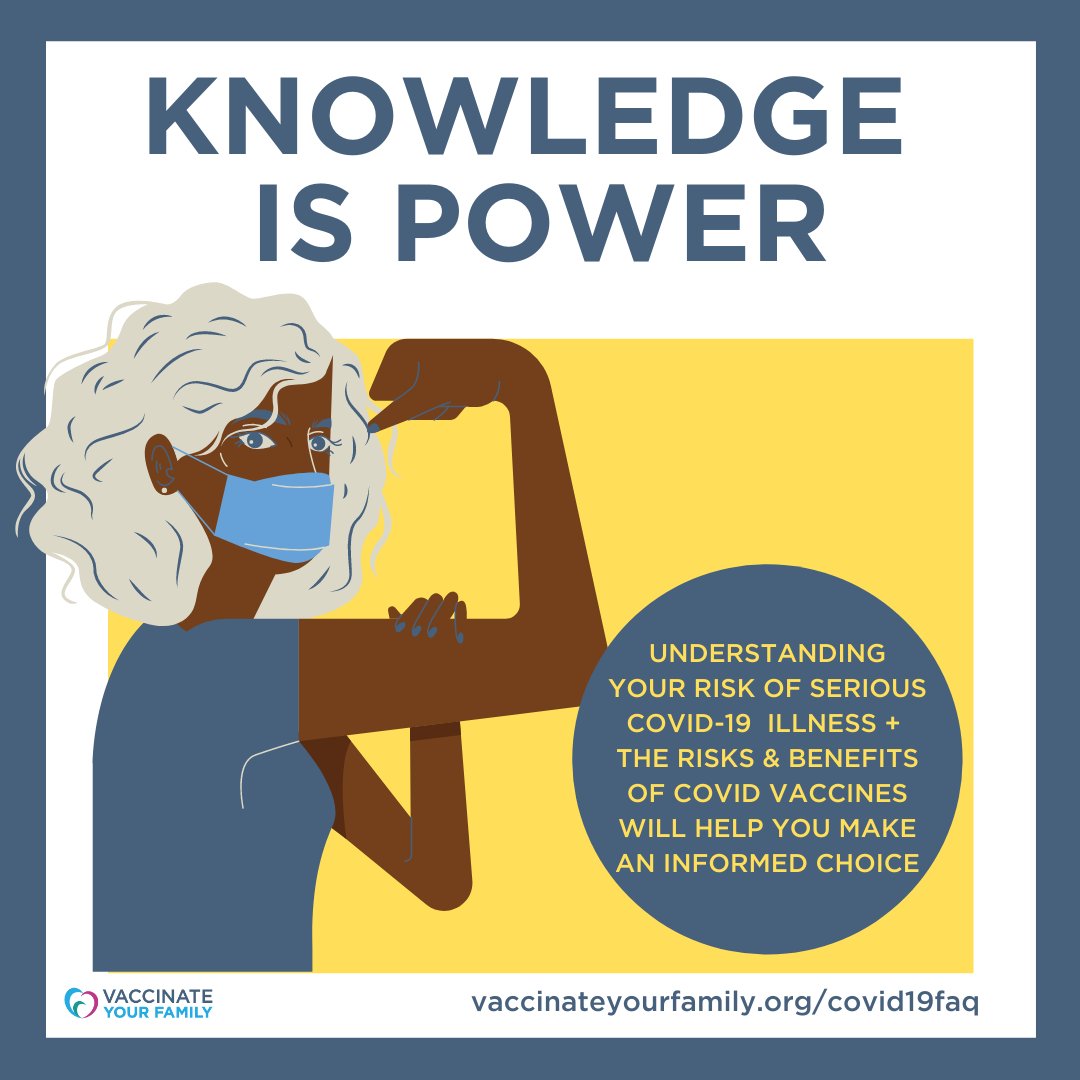 KNOWLEDGE
IS POWER
UNDERSTANDING
YOUR RISK OF SERIOUS
COVID-19 ILLNESS +
THE RISKS & BENEFITS
OF COVID VACCINES
WILL HELP YOU MAKE
AN INFORMED CHOICE
VACCINATE
YOUR FAMILY
vaccinateyourfamily.org/covid19faq